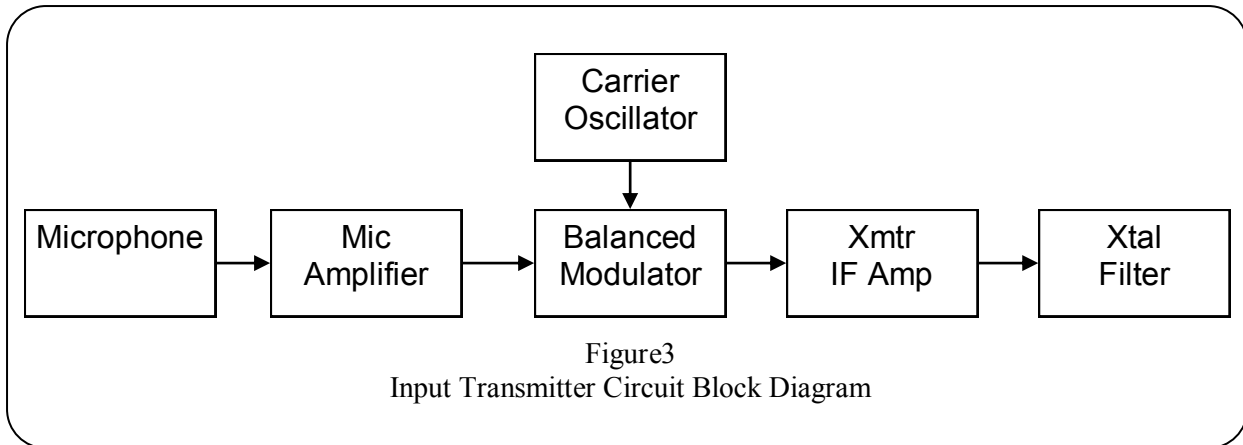 Carrier
Oscillator
Microphone
Mic
Amplifier
Balanced
Modulator
Xmtr
IF Amp
Xtal
Filter
Figure3
Input Transmitter Circuit Block Diagram